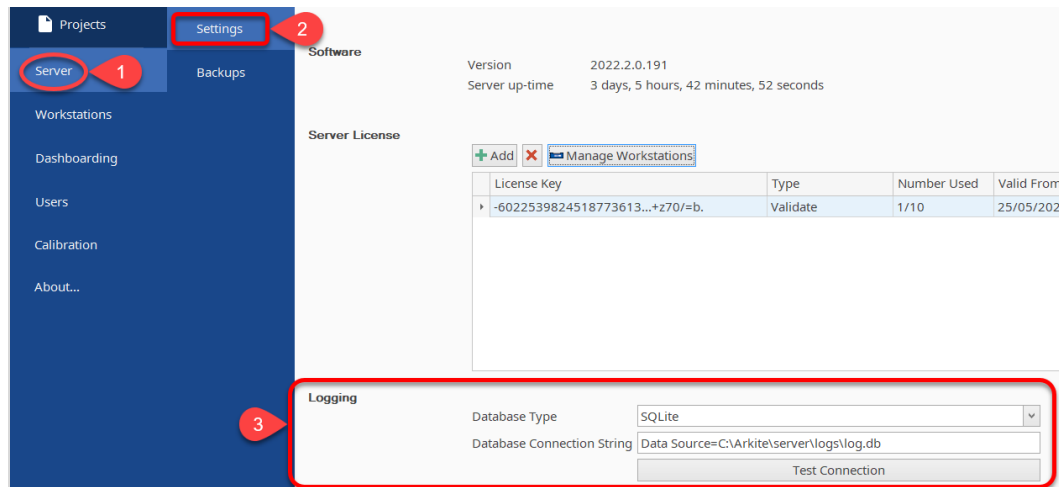 Projects
Server
1
Workstations
Dashboarding
Users
Calibration
About...
Settings
2
Backups
Software
Version 2022.2.0.191
Server up-time 3 days, 5 hours, 42 minutes, 52 seconds
Server License
Add Manage Workstations
License Key Type Number Used Valid From
-6022539824518773613...+z70/=b. Validate 1/10 25/05/202
3
Logging
Database Type SQLite
Database Connection String Data Source=C:\Arkite\server\logs\log.db
Test Connection